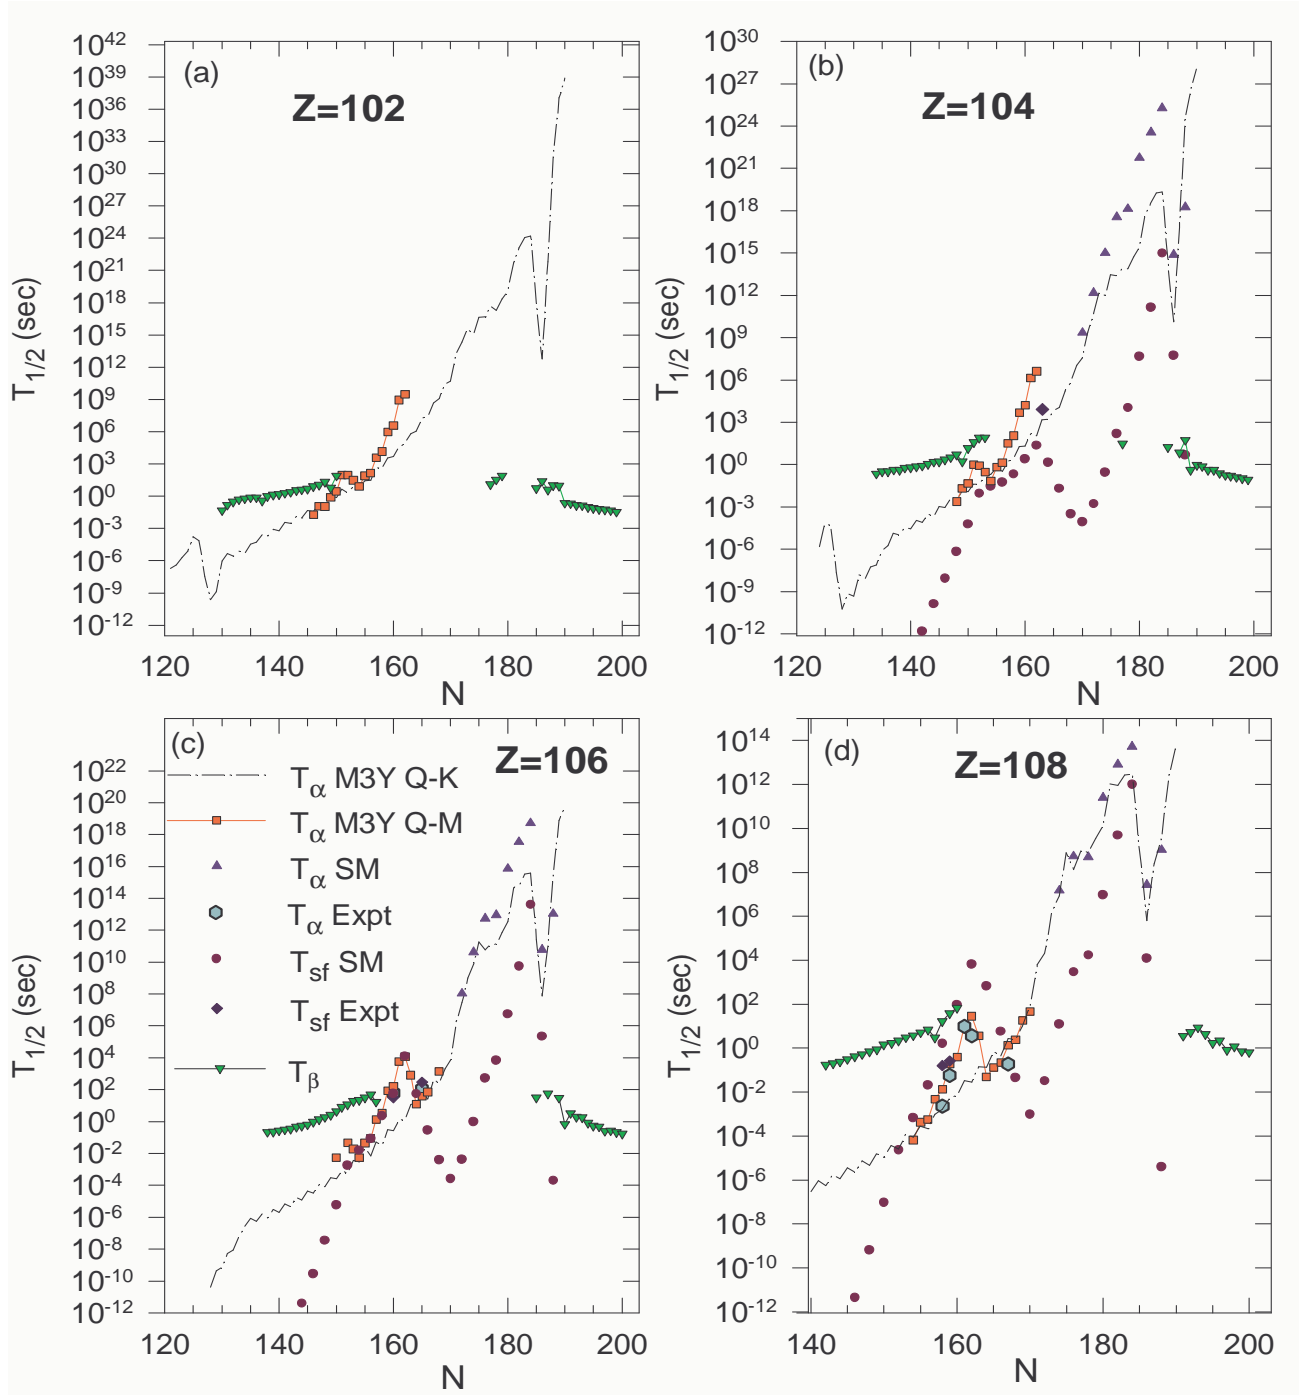 (a)
Z=102
T1/2 (sec)
10^42
10^39
10^36
10^33
10^30
10^27
10^24
10^21
10^18
10^15
10^12
10^9
10^6
10^3
10^0
10^-3
10^-6
10^-9
10^-12
120 140 160 180 200
N
(b)
Z=104
T1/2 (sec)
10^30
10^27
10^24
10^21
10^18
10^15
10^12
10^9
10^6
10^3
10^0
10^-3
10^-6
10^-9
10^-12
120 140 160 180 200
N
(c)
Z=106
T1/2 (sec)
10^22
10^20
10^18
10^16
10^14
10^12
10^10
10^8
10^6
10^4
10^2
10^0
10^-2
10^-4
10^-6
10^-8
10^-10
10^-12
Tα M3Y Q-K
Tα M3Y Q-M
Tα SM
Tα Expt
Tsf SM
Tsf Expt
Tβ
120 140 160 180 200
N
(d)
Z=108
T1/2 (sec)
10^14
10^12
10^10
10^8
10^6
10^4
10^2
10^0
10^-2
10^-4
10^-6
10^-8
10^-10
10^-12
140 160 180 200
N